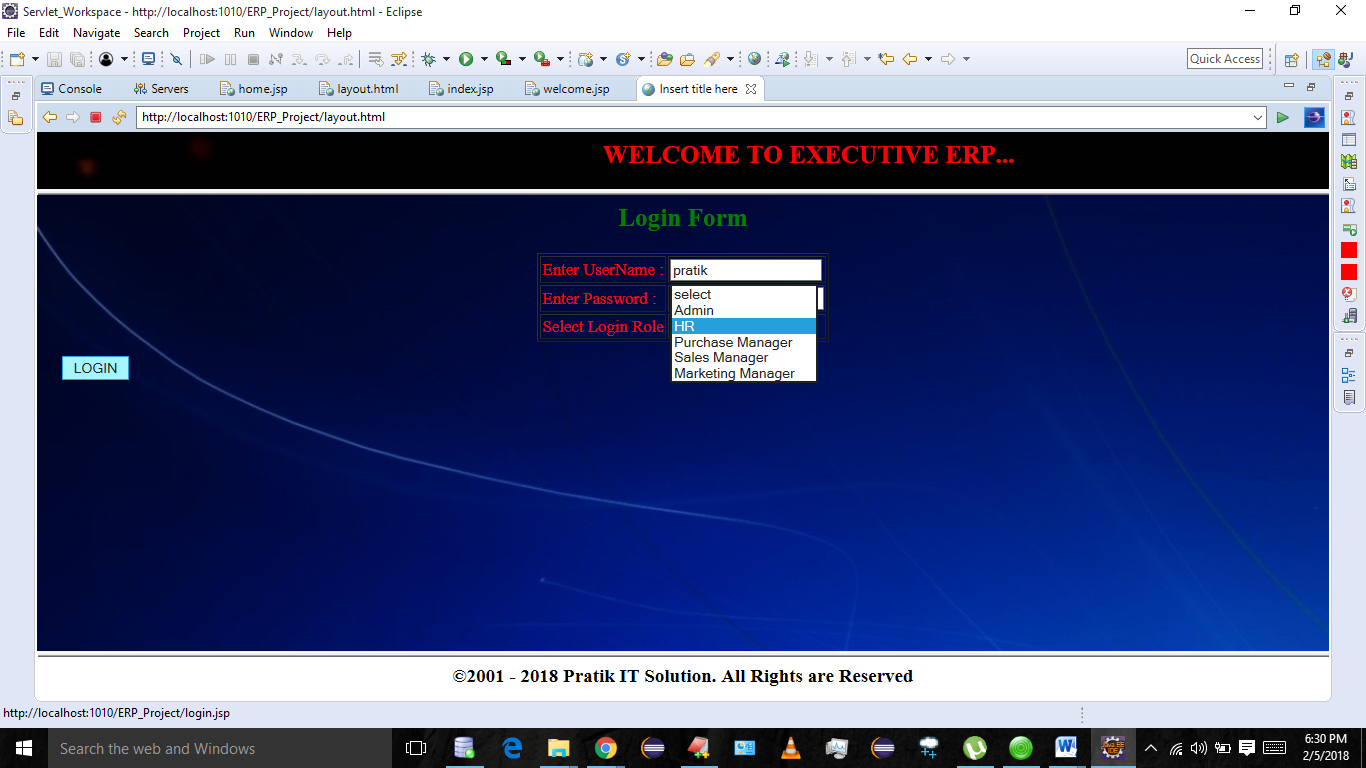 Servlet_Workspace - http://localhost:1010/ERP_Project/layout.html - Eclipse
File Edit Navigate Search Project Run Window Help
Quick Access
Console Servers home.jsp layout.html index.jsp welcome.jsp Insert title here
http://localhost:1010/ERP_Project/layout.html
WELCOME TO EXECUTIVE ERP...
Login Form
Enter UserName : pratik
Enter Password :
Select Login Role
select
Admin
HR
Purchase Manager
Sales Manager
Marketing Manager
LOGIN
©2001 - 2018 Pratik IT Solution. All Rights are Reserved
http://localhost:1010/ERP_Project/login.jsp
Search the web and Windows
6:30 PM
2/5/2018